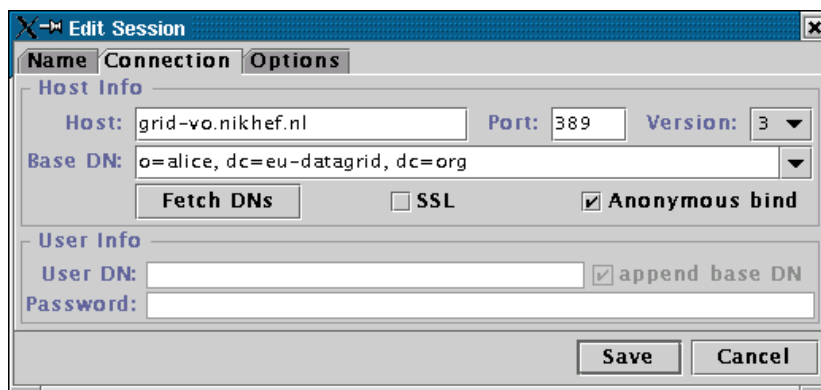 Edit Session
Name Connection Options
Host Info
Host: grid-vo.nikhef.nl Port: 389 Version: 3
Base DN: o=alice, dc=eu-datagrid, dc=org
Fetch DNs SSL Anonymous bind
User Info
User DN: append base DN
Password:
Save Cancel